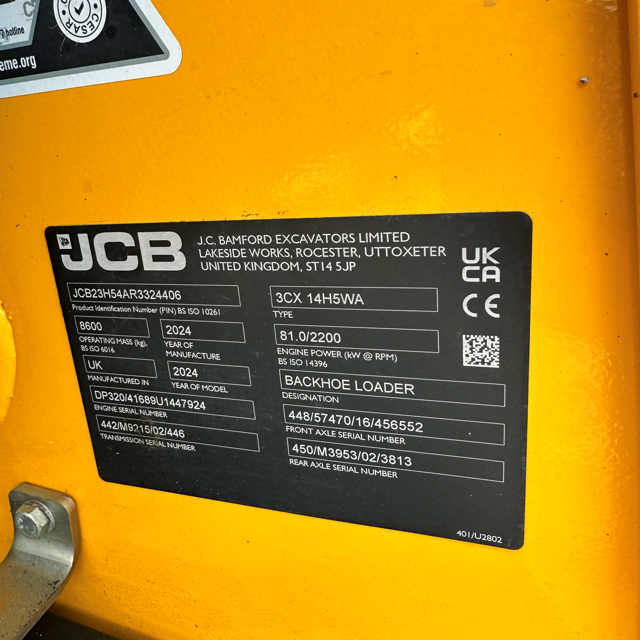 CESAR
hotline
eme.org
JCB
J.C. BAMFORD EXCAVATORS LIMITED
LAKESIDE WORKS, ROCESTER, UTTOXETER
UNITED KINGDOM, ST14 5JP
UK
CA
CE
JCB23H54AR3324406
Product Identification Number (PIN) BS ISO 10261
8600
OPERATING MASS (kg).
BS ISO 6016
2024
YEAR OF
MANUFACTURE
UK
MANUFACTURED IN
2024
YEAR OF MODEL
DP320/41689U1447924
ENGINE SERIAL NUMBER
442/M9215/02/446
TRANSMISSION SERIAL NUMBER
3CX 14H5WA
TYPE
81.0/2200
ENGINE POWER (kW @ RPM)
BS ISO 14396
BACKHOE LOADER
DESIGNATION
448/57470/16/456552
FRONT AXLE SERIAL NUMBER
450/M3953/02/3813
REAR AXLE SERIAL NUMBER
401/U2802